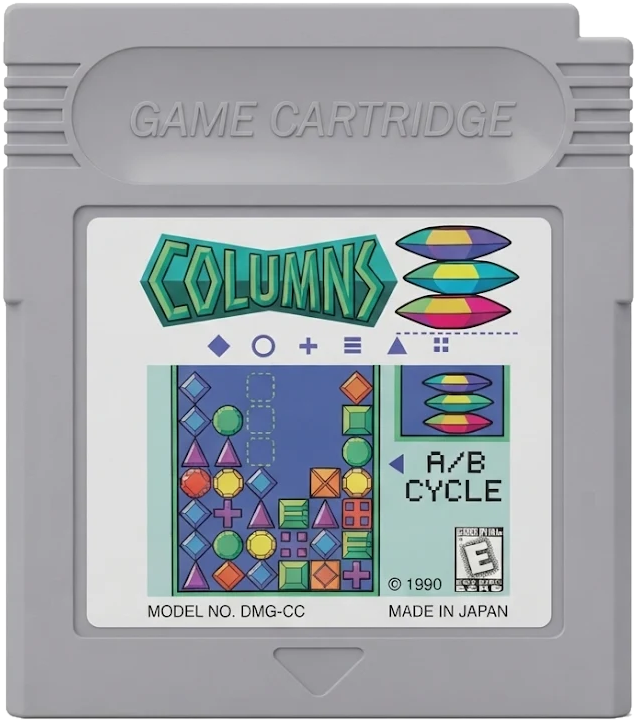 GAME CARTRIDGE
COLUMNS
A/B
CYCLE
© 1990
E
MODEL NO. DMG-CC
MADE IN JAPAN